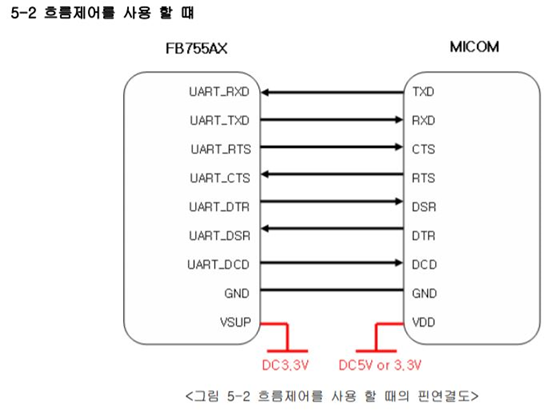 5-2 흐름제어를 사용 할 때
FB755AX MICOM
UART_RXD TXD
UART_TXD RXD
UART_RTS CTS
UART_CTS RTS
UART_DTR DSR
UART_DSR DTR
UART_DCD DCD
GND GND
VSUP VDD
DC3.3V DC5V or 3.3V
<그림 5-2 흐름제어를 사용 할 때의 핀연결도>